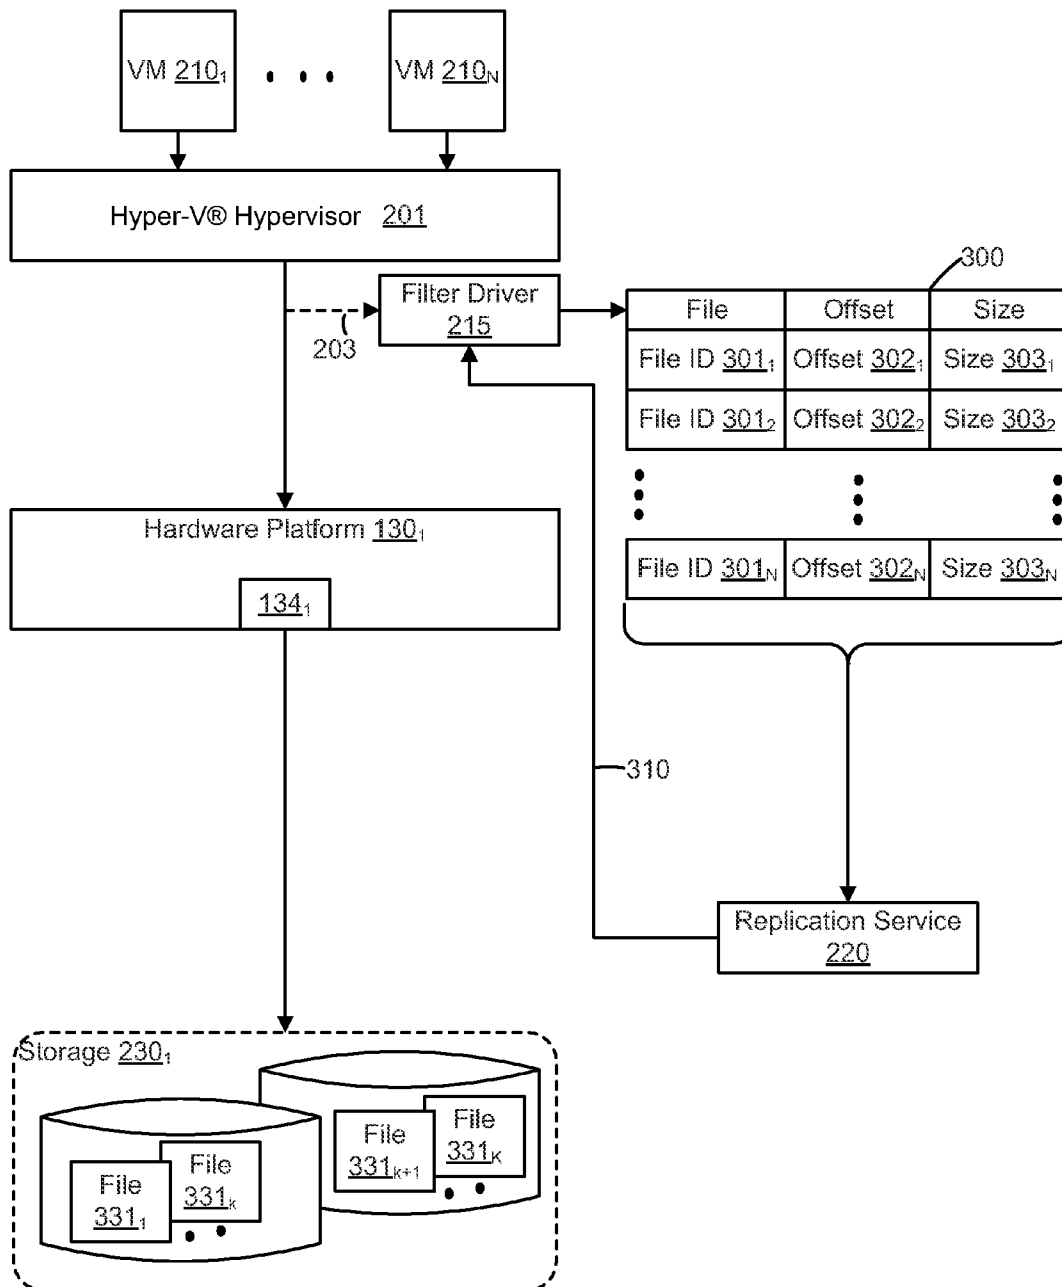 VM 210₁
VM 210N
Hyper-V® Hypervisor 201
300
Filter Driver
215
203
File Offset Size
File ID 301₁ Offset 302₁ Size 303₁
File ID 301₂ Offset 302₂ Size 303₂
File ID 301N Offset 302N Size 303N
Hardware Platform 130₁
134₁
310
Replication Service
220
Storage 230₁
File
331₁
File
331ₖ
File
331ₖ₊₁
File
331K